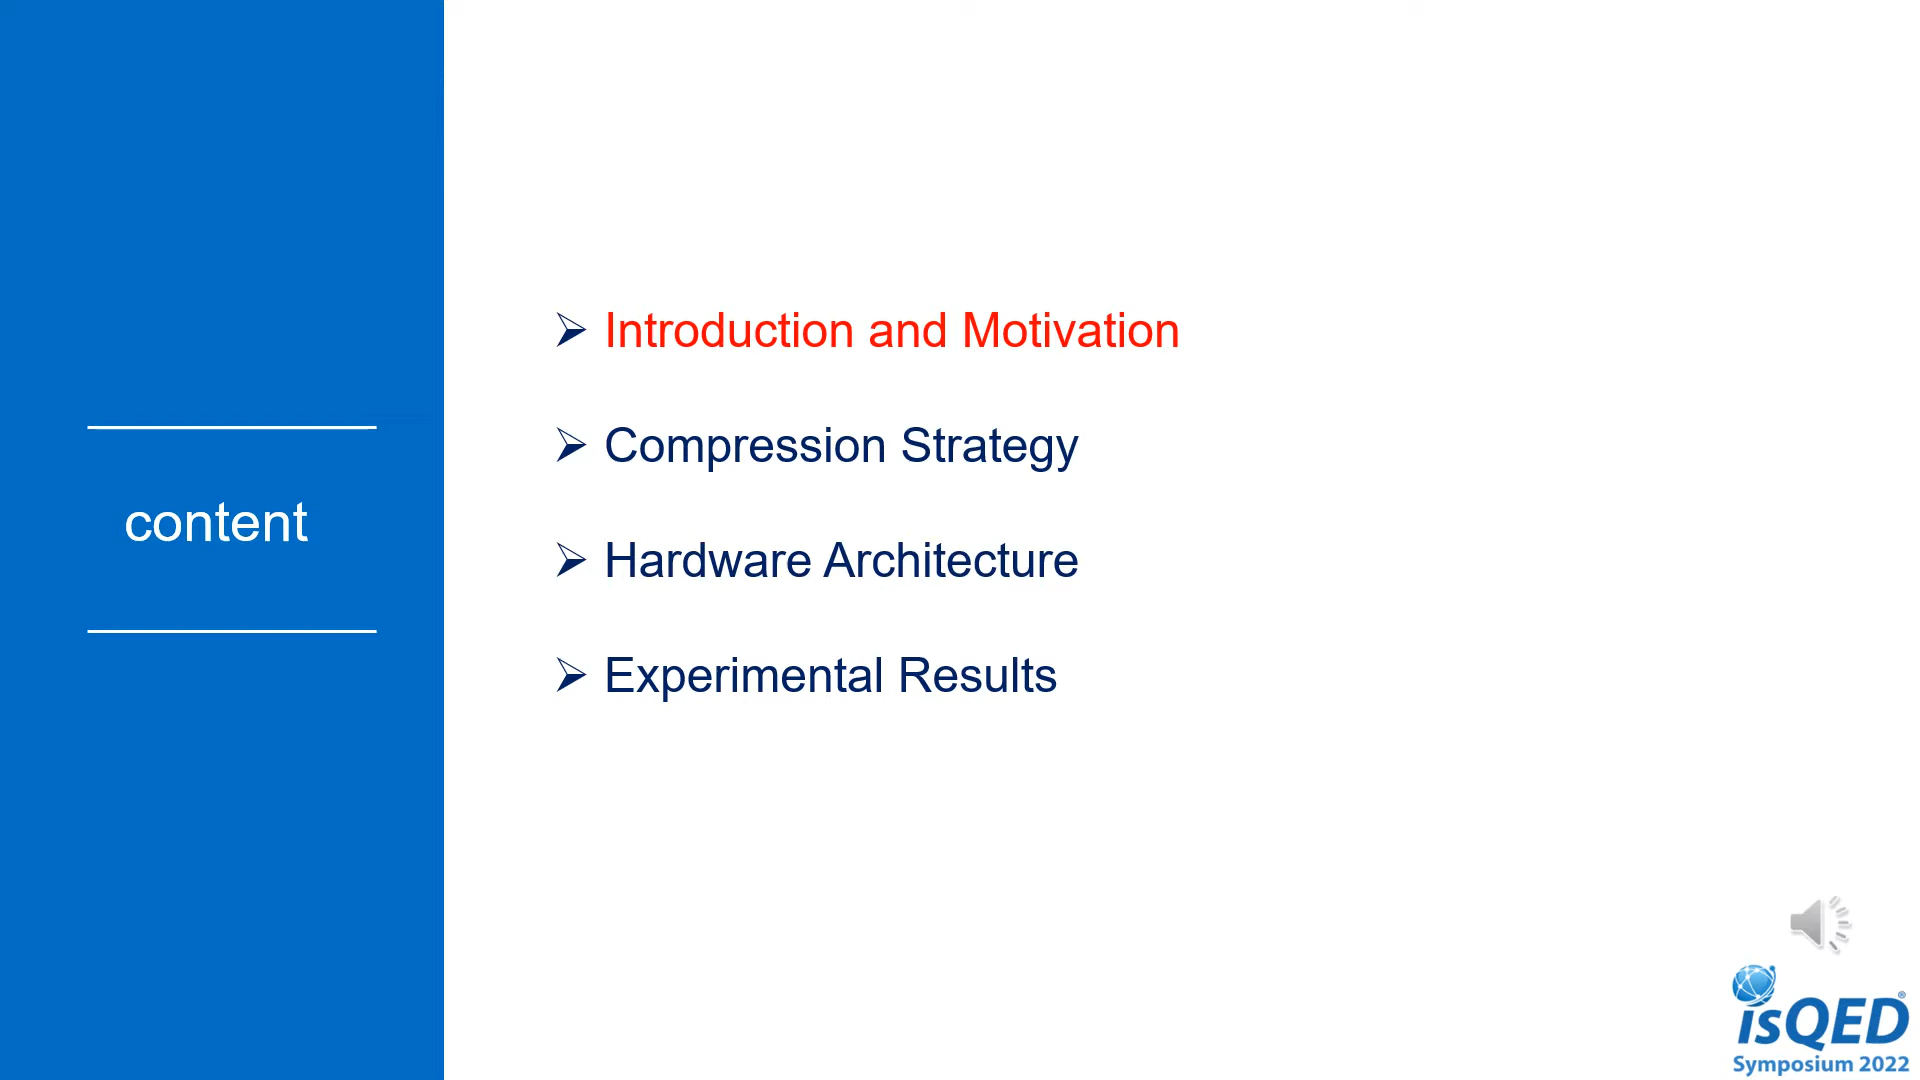 content
Introduction and Motivation
Compression Strategy
Hardware Architecture
Experimental Results
isQED®
Symposium 2022